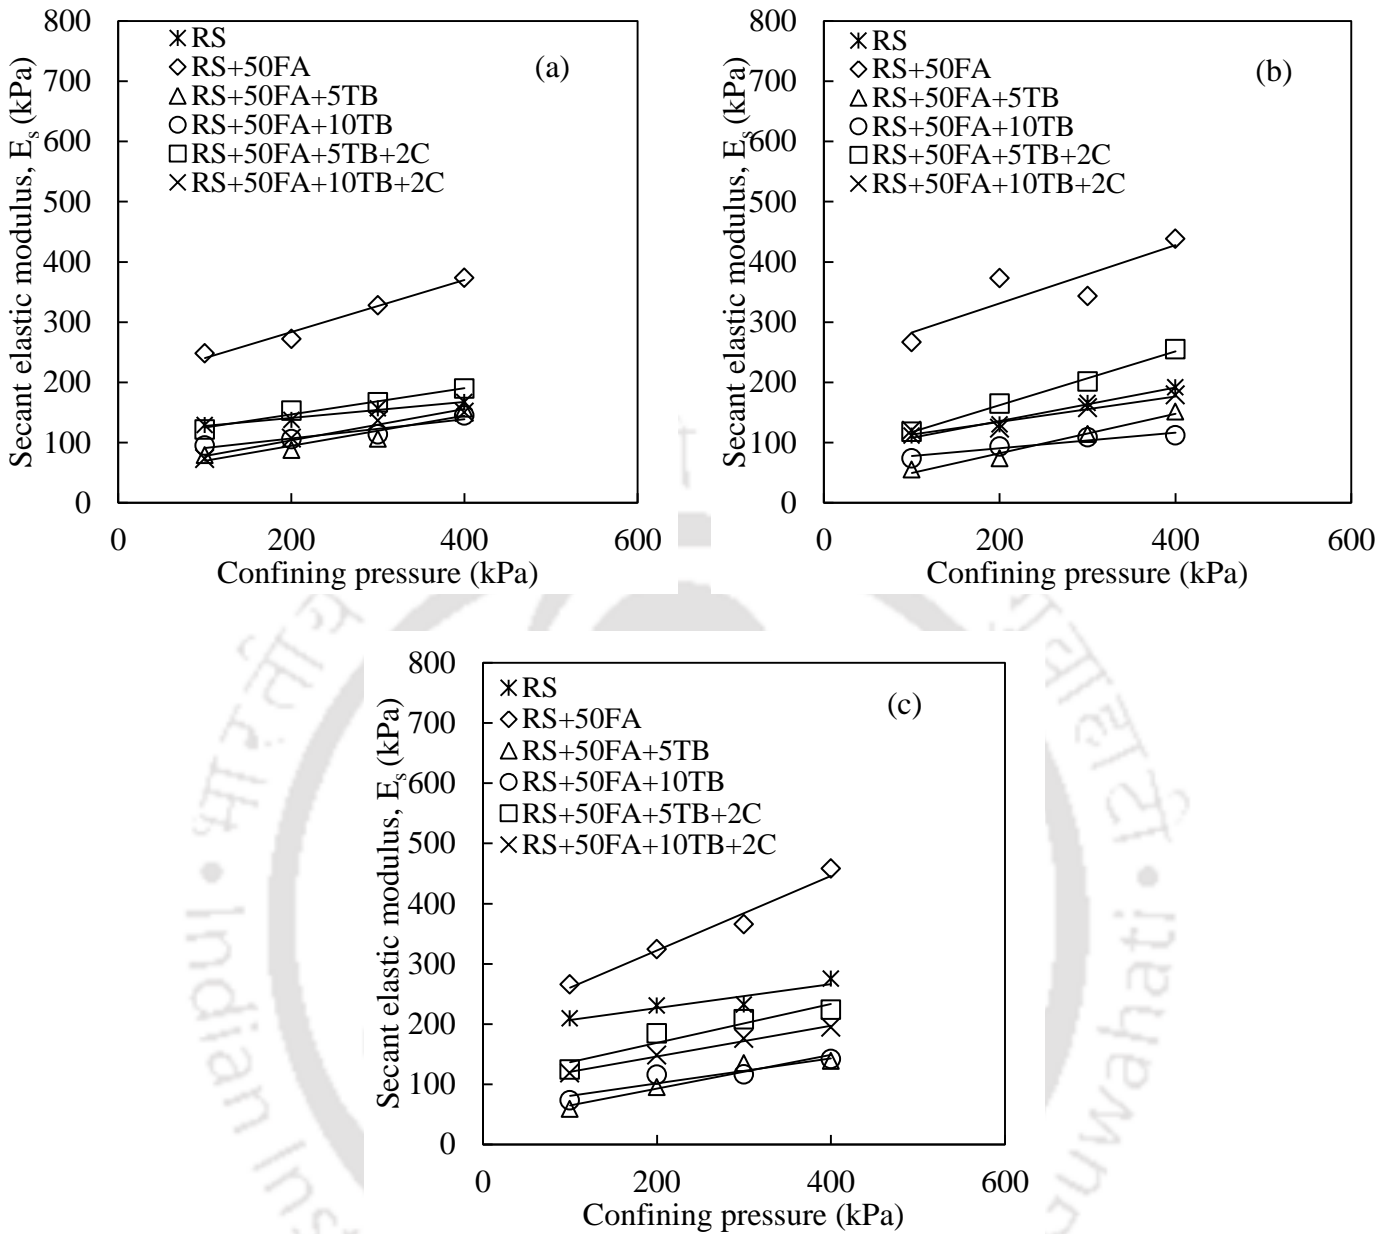 800
700
600
500
400
300
200
100
0
0 200 400 600
Secant elastic modulus, Es (kPa)
Confining pressure (kPa)
(a)
RS
RS+50FA
RS+50FA+5TB
RS+50FA+10TB
RS+50FA+5TB+2C
RS+50FA+10TB+2C
800
700
600
500
400
300
200
100
0
0 200 400 600
Secant elastic modulus, Es (kPa)
Confining pressure (kPa)
(b)
RS
RS+50FA
RS+50FA+5TB
RS+50FA+10TB
RS+50FA+5TB+2C
RS+50FA+10TB+2C
800
700
600
500
400
300
200
100
0
0 200 400 600
Secant elastic modulus, Es (kPa)
Confining pressure (kPa)
(c)
RS
RS+50FA
RS+50FA+5TB
RS+50FA+10TB
RS+50FA+5TB+2C
RS+50FA+10TB+2C
Indian Ins
uwahati